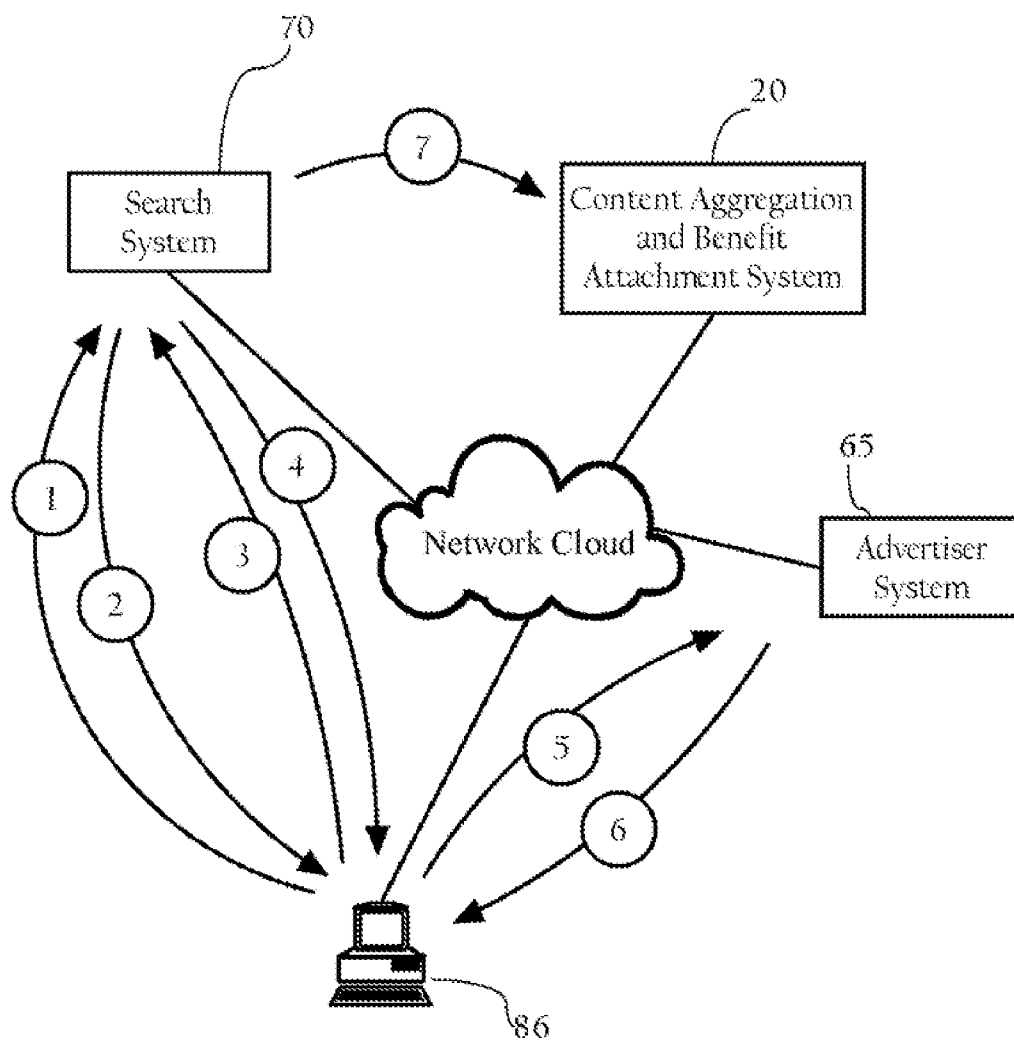 70
20
7
Search
System
Content Aggregation
and Benefit
Attachment System
65
4
1
3
Network Cloud
Advertiser
System
2
5
6
86